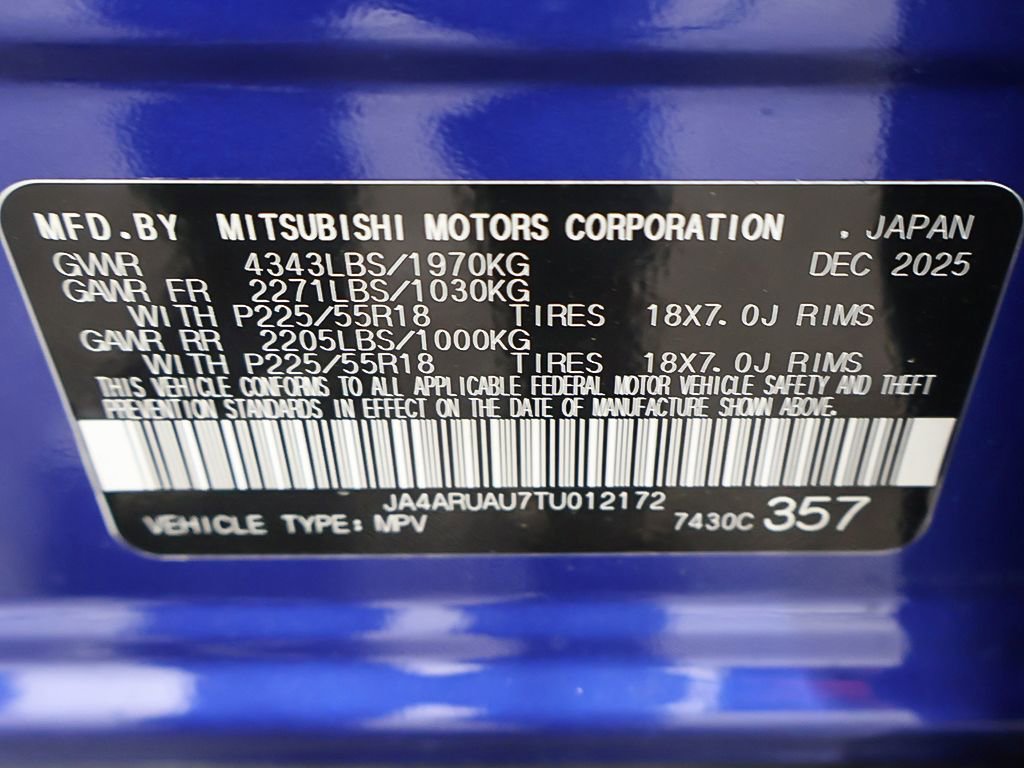 MFD.BY MITSUBISHI MOTORS CORPORATION . JAPAN
GWWR 4343LBS/1970KG DEC 2025
GAWR FR 2271LBS/1030KG
WITH P225/55R18 TIRES 18X7.0J RIMS
GAWR RR 2205LBS/1000KG
WITH P225/55R18 TIRES 18X7.0J RIMS
THIS VEHICLE CONFORMS TO ALL APPLICABLE FEDERAL MOTOR VEHICLE SAFETY AND THEFT
PREVENTION STANDARDS IN EFFECT ON THE DATE OF MANUFACTURE SHOWN ABOVE.
JA4ARUAU7TU012172
VEHICLE TYPE: MPV 7430C 357